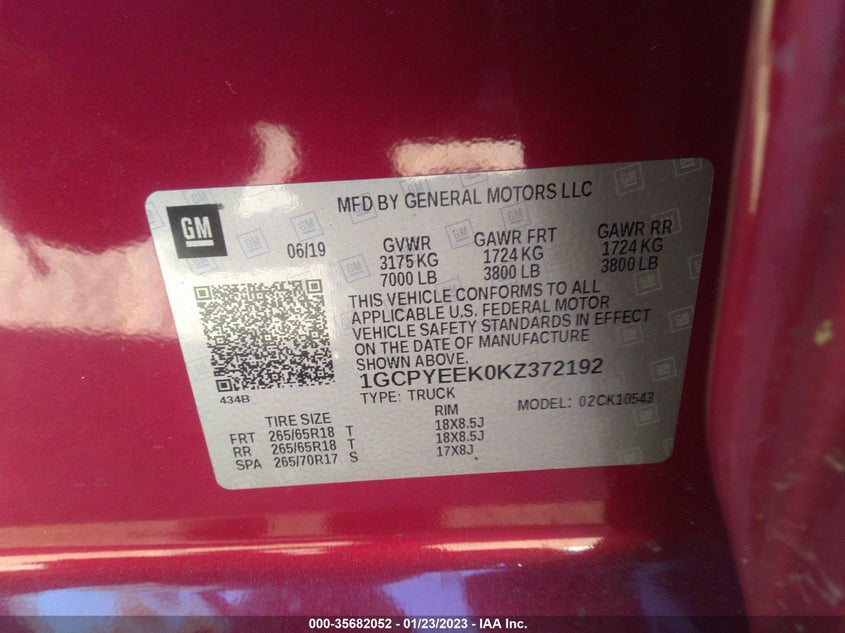 GM
MFD BY GENERAL MOTORS LLC
06/19
GVWR
3175 KG
7000 LB
GAWR FRT
1724 KG
3800 LB
GAWR RR
1724 KG
3800 LB
THIS VEHICLE CONFORMS TO ALL
APPLICABLE U.S. FEDERAL MOTOR
VEHICLE SAFETY STANDARDS IN EFFECT
ON THE DATE OF MANUFACTURE
SHOWN ABOVE.
434B
1GCPYEEK0KZ372192
TYPE: TRUCK
MODEL: 02CK10543
TIRE SIZE
RIM
FRT 265/65R18 T 18X8.5J
RR 265/65R18 T 18X8.5J
SPA 265/70R17 S 17X8J
000-35682052 - 01/23/2023 - IAA Inc.